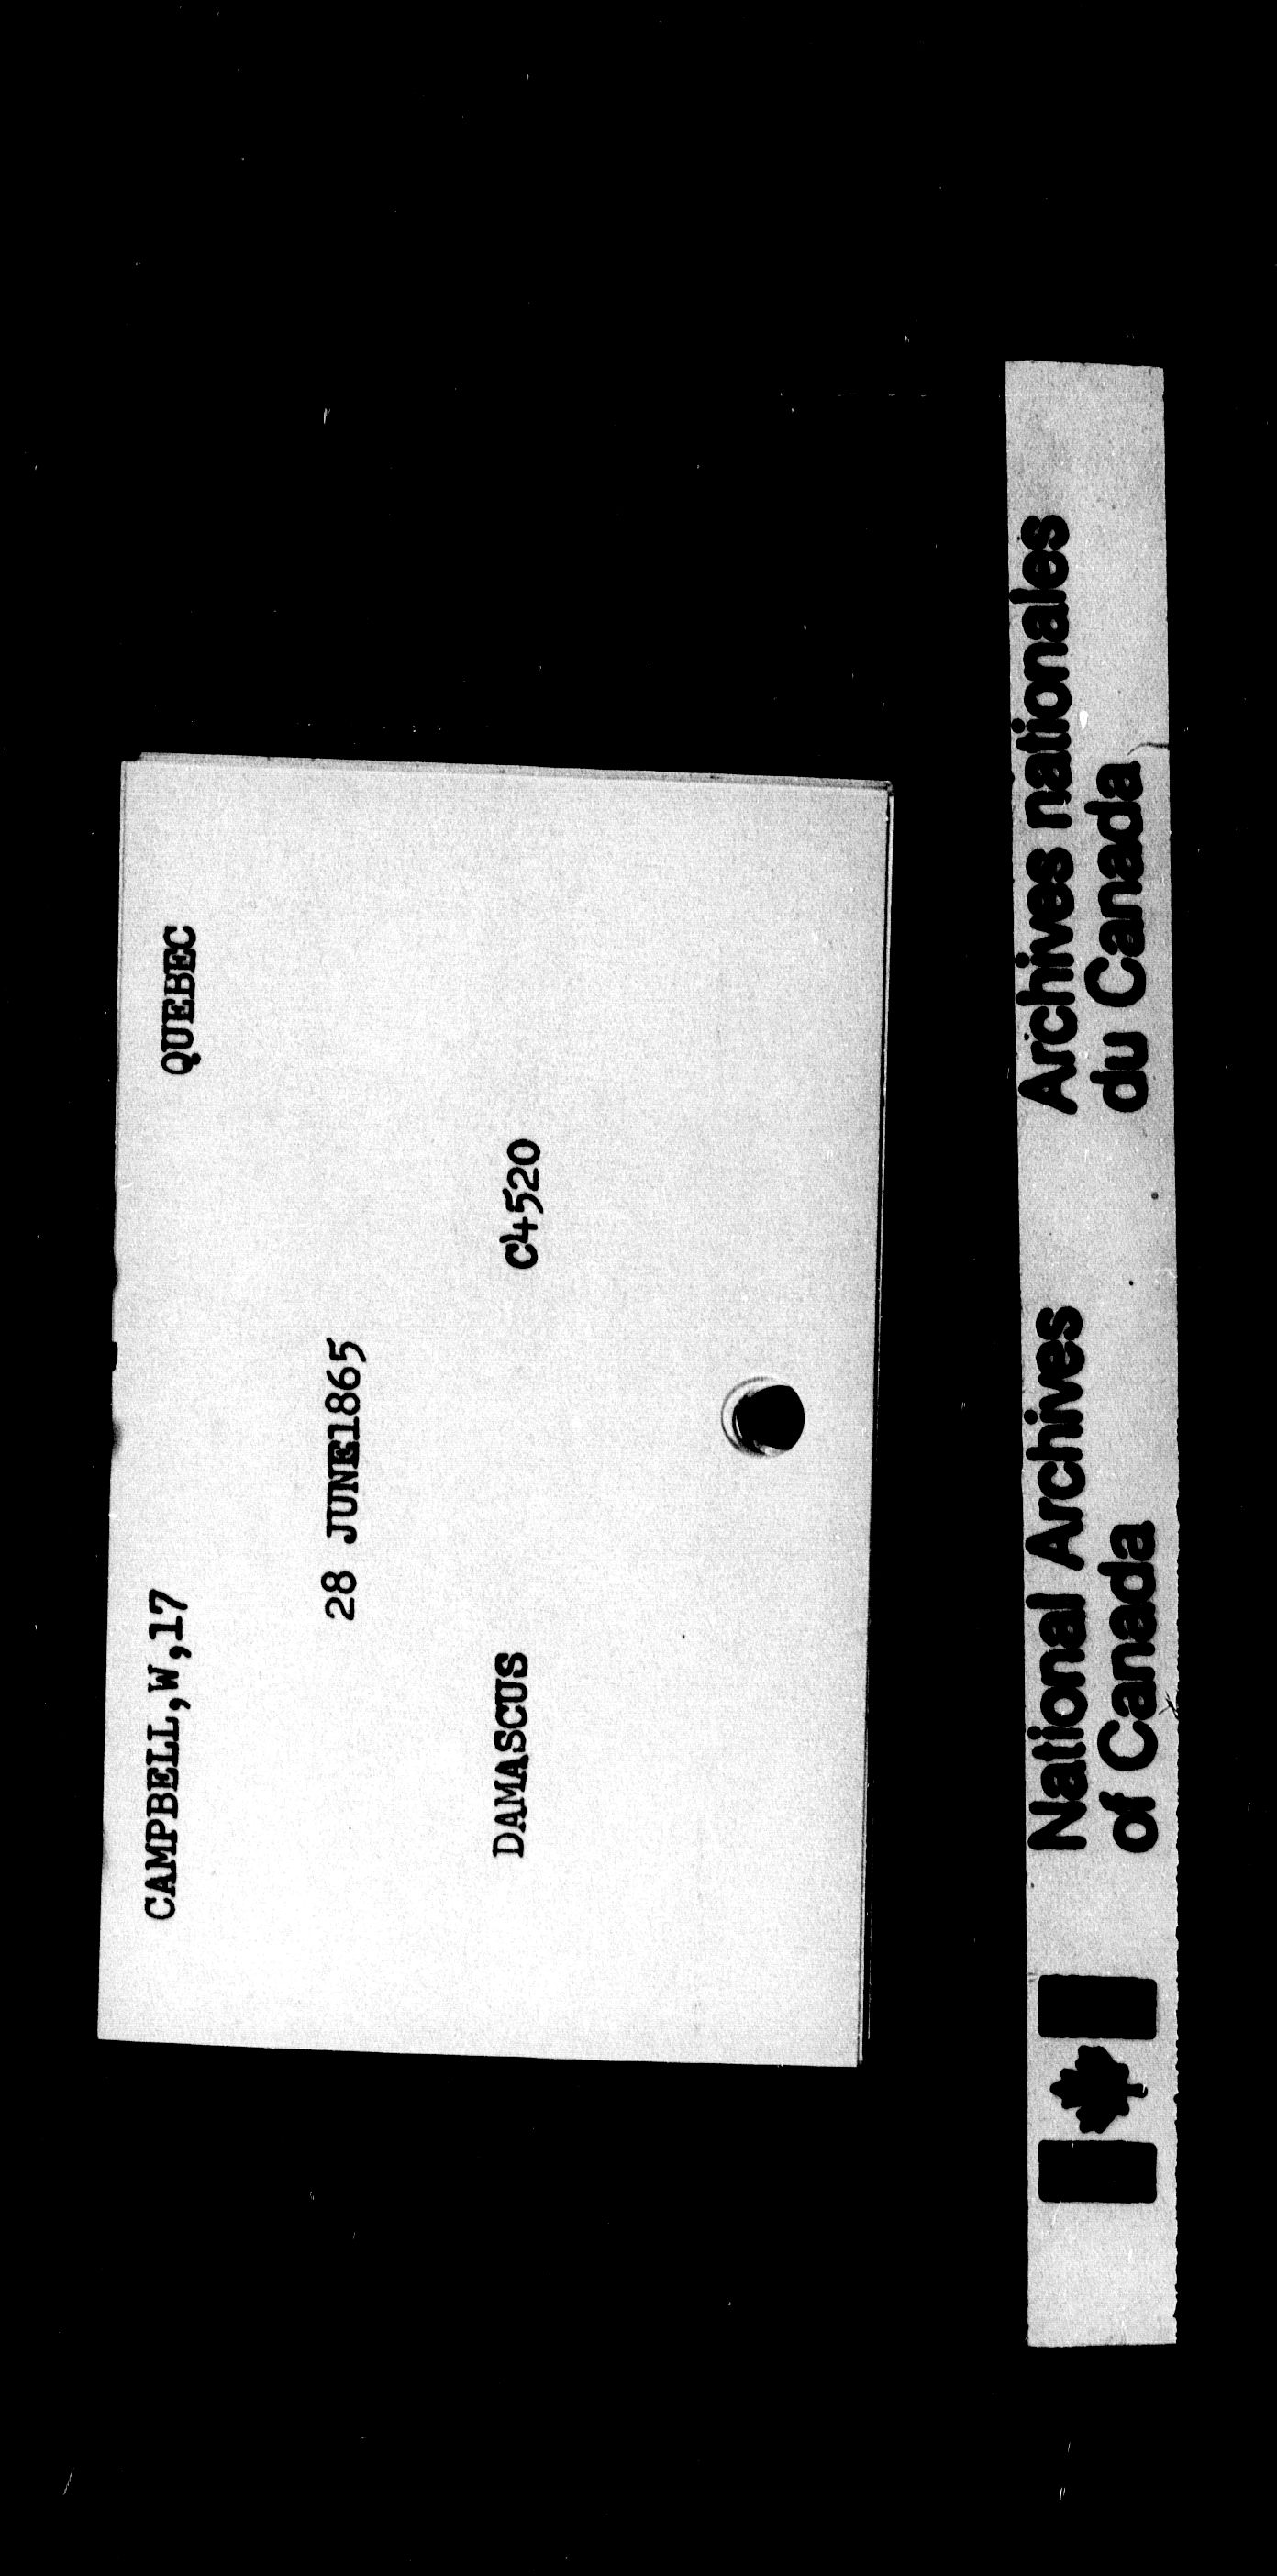 CAMPBELL,W,17 QUEBEC
28 JUNE1865
DAMASCUS C4520
National Archives
of Canada
Archives nationales
du Canada